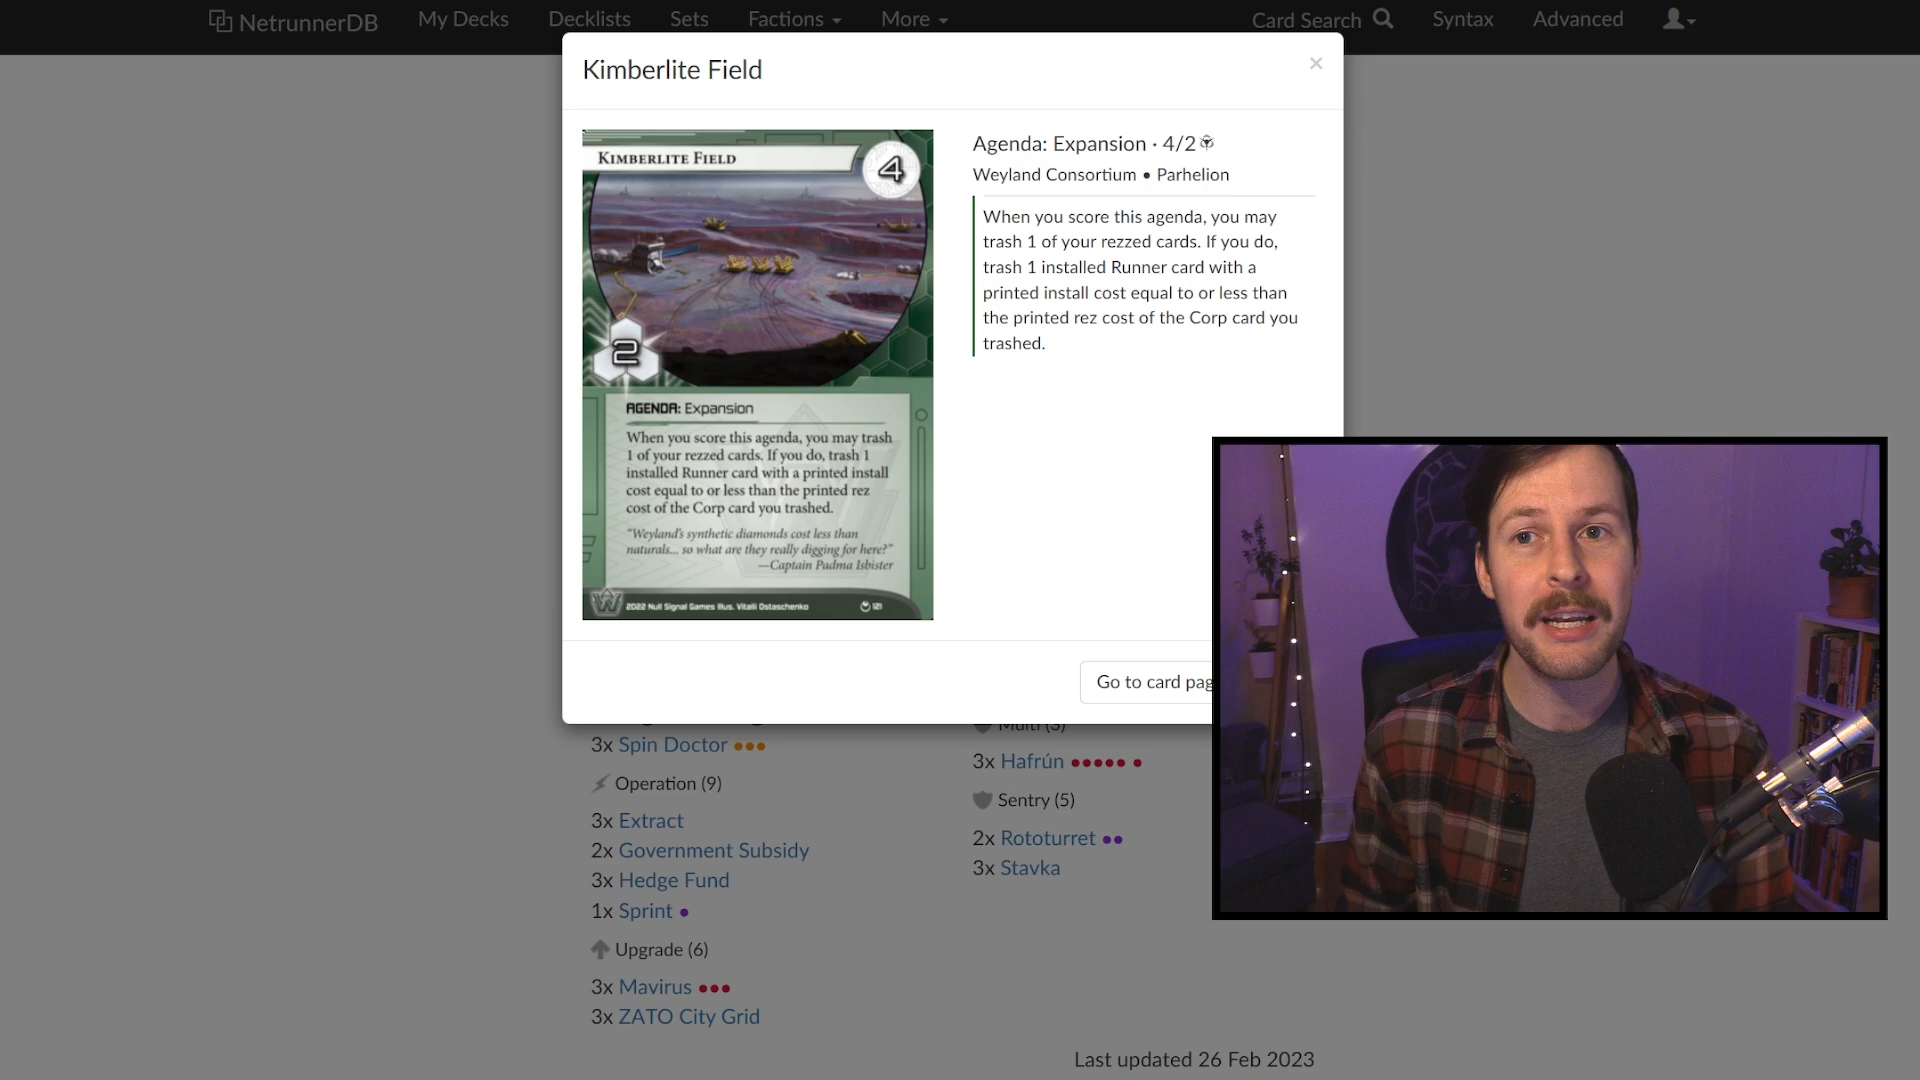 NetrunnerDB My Decks Decklists Sets Factions More Card Search Syntax Advanced
Kimberlite Field
×
KIMBERLITE FIELD
4
2
AGENDA: Expansion
When you score this agenda, you may trash
1 of your rezzed cards. If you do, trash 1
installed Runner card with a printed install
cost equal to or less than the printed rez
cost of the Corp card you trashed.
"Weyland's synthetic diamonds cost less than
naturals... so what are they really digging for here?"
—Captain Padma Isbister
2022 Null Signal Games Illus. Vitalii Ostaschenko
121
Agenda: Expansion · 4/2
Weyland Consortium • Parhelion
When you score this agenda, you may
trash 1 of your rezzed cards. If you do,
trash 1 installed Runner card with a
printed install cost equal to or less than
the printed rez cost of the Corp card you
trashed.
Go to card pag
3x Spin Doctor
Operation (9)
3x Extract
2x Government Subsidy
3x Hedge Fund
1x Sprint
Upgrade (6)
3x Mavirus
3x ZATO City Grid
Multi (3)
3x Hafrún
Sentry (5)
2x Rototurret
3x Stavka
Last updated 26 Feb 2023